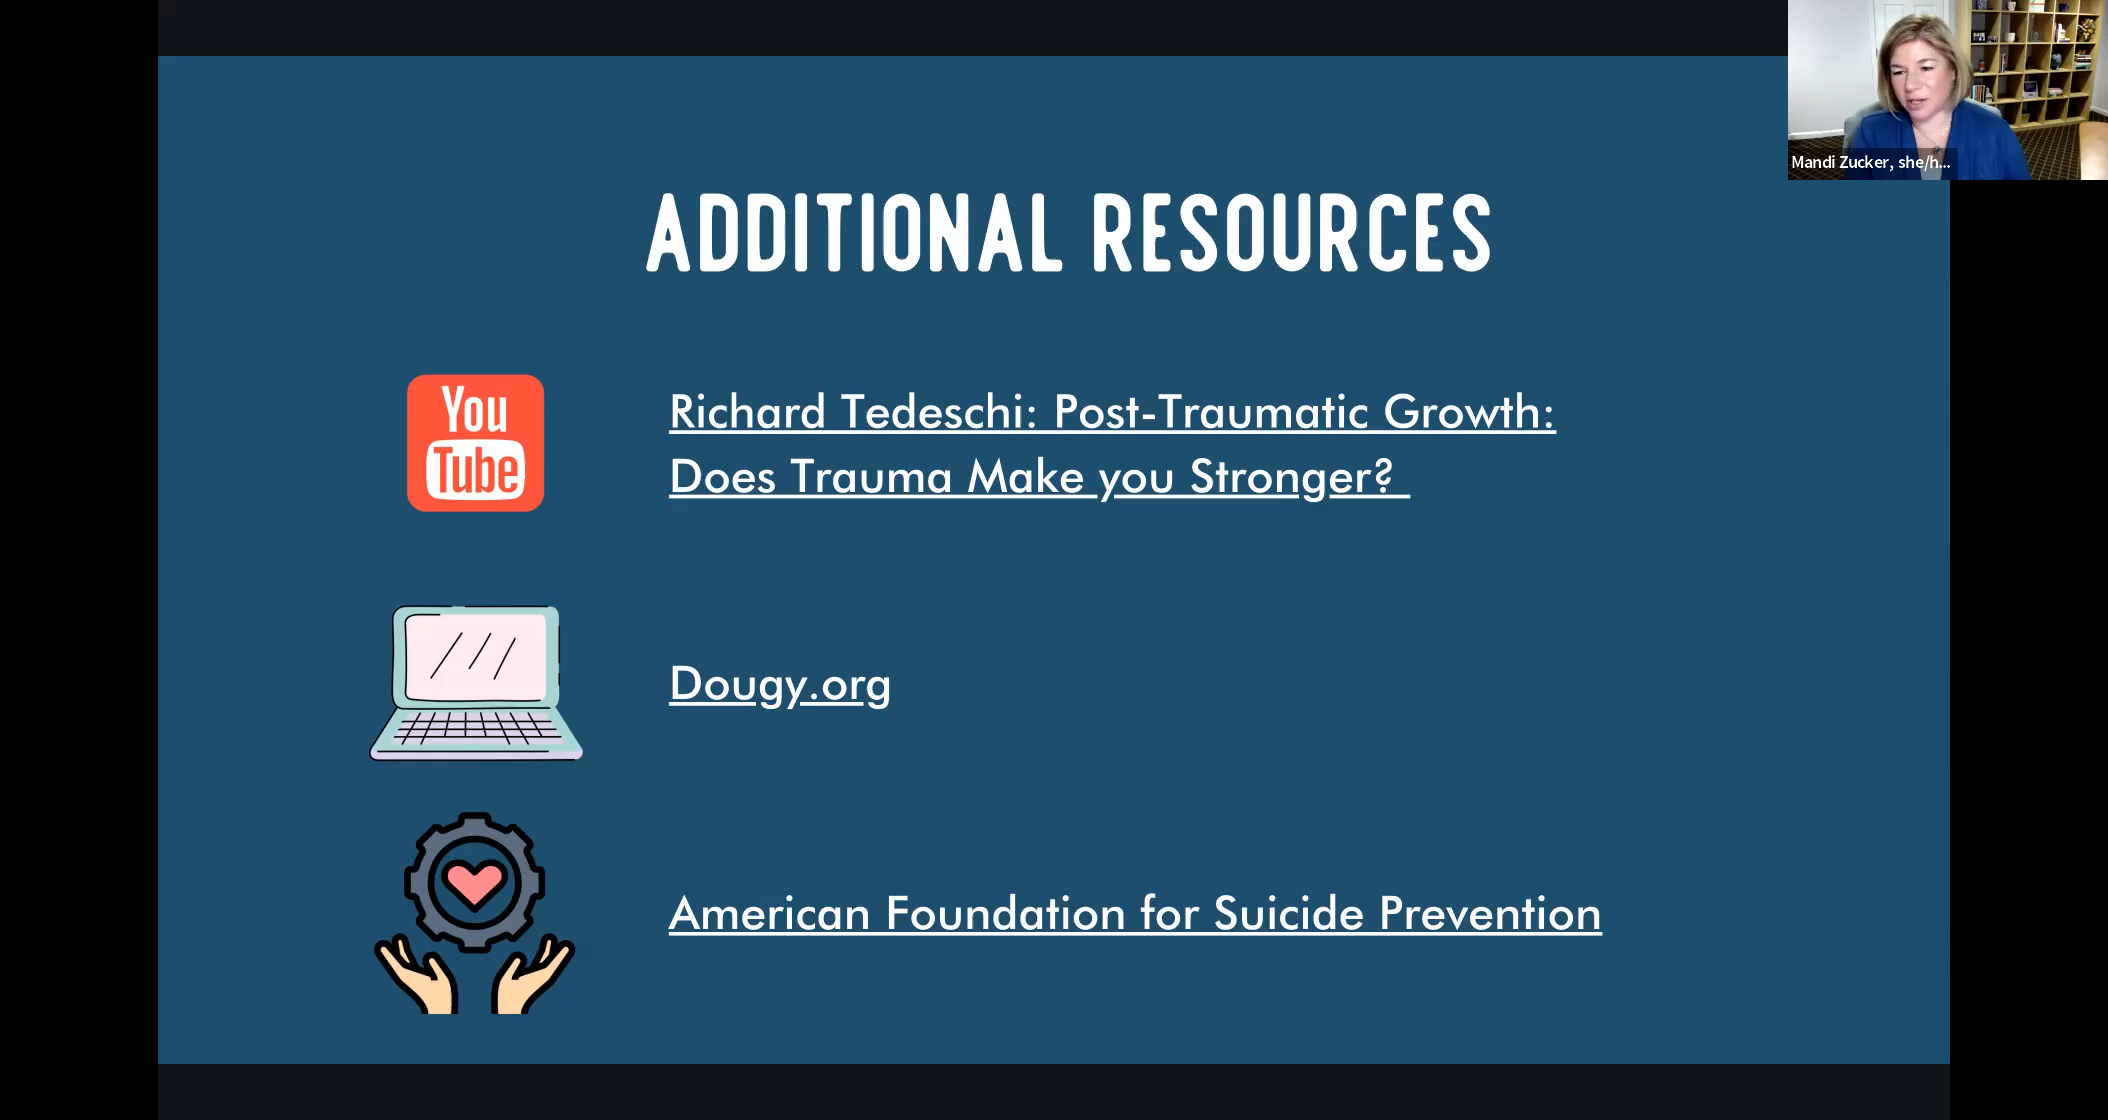 Mandi Zucker, she/h...
ADDITIONAL RESOURCES
You
Tube
Richard Tedeschi: Post-Traumatic Growth:
Does Trauma Make you Stronger?
Dougy.org
American Foundation for Suicide Prevention